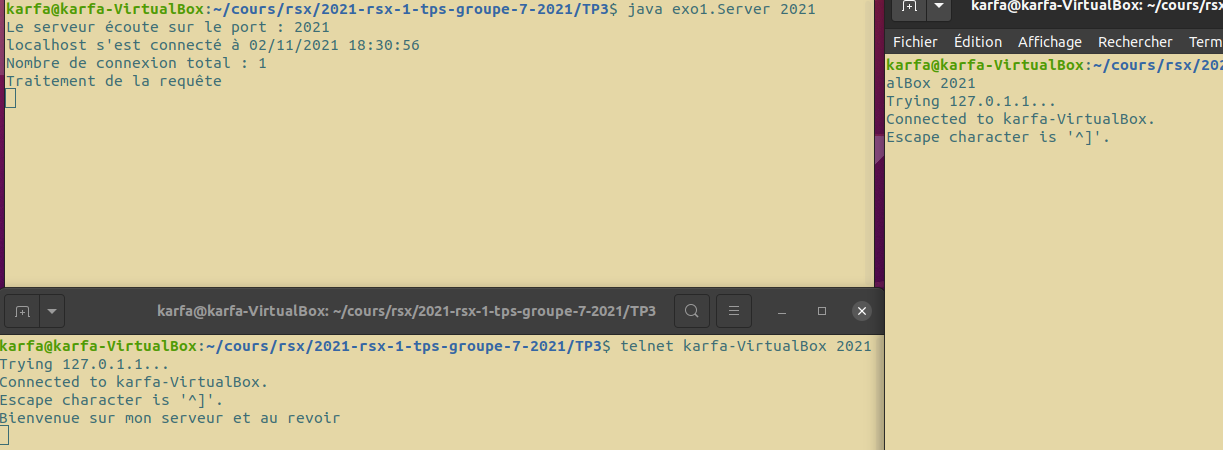 karfa@karfa-VirtualBox:~/cours/rsx/2021-rsx-1-tps-groupe-7-2021/TP3$ java exo1.Server 2021
Le serveur écoute sur le port : 2021
localhost s'est connecté à 02/11/2021 18:30:56
Nombre de connexion total : 1
Traitement de la requête
karfa@karfa-VirtualBox: ~/cours/rsx/2021-rsx-1-tps-groupe-7-2021/TP3
karfa@karfa-VirtualBox:~/cours/rsx/2021-rsx-1-tps-groupe-7-2021/TP3$ telnet karfa-VirtualBox 2021
Trying 127.0.1.1...
Connected to karfa-VirtualBox.
Escape character is '^]'.
Bienvenue sur mon serveur et au revoir
karfa@karfa-VirtualBox: ~/cours/rsx
Fichier Édition Affichage Rechercher Term
karfa@karfa-VirtualBox:~/cours/rsx/202
alBox 2021
Trying 127.0.1.1...
Connected to karfa-VirtualBox.
Escape character is '^]'.